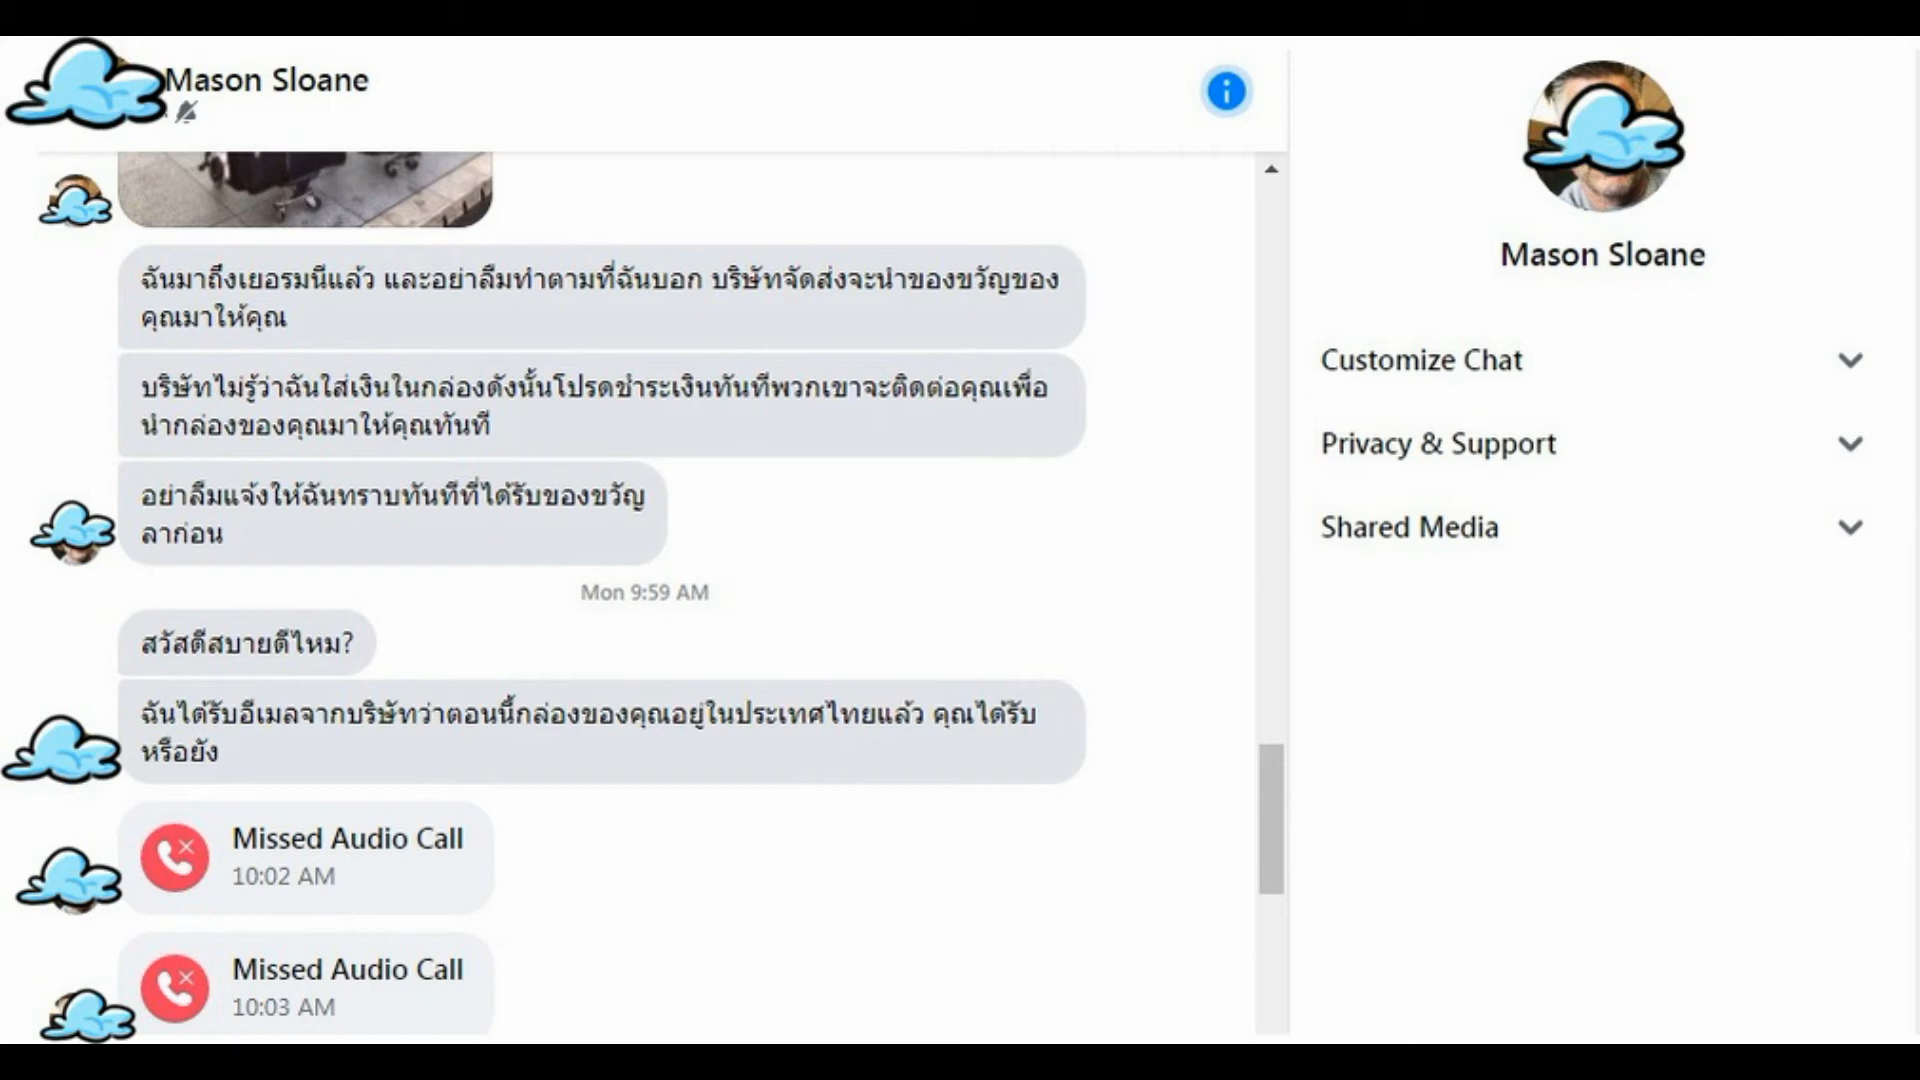 Mason Sloane
ฉันมาถึงเยอรมนีแล้ว และอย่าลืมทำตามที่ฉันบอก บริษัทจัดส่งจะนำของขวัญของ
คุณมาให้คุณ
บริษัทไม่รู้ว่าฉันใส่เงินในกล่องดังนั้นโปรดชำระเงินทันทีพวกเขาจะติดต่อคุณเพื่อ
นำกล่องของคุณมาให้คุณทันที
อย่าลืมแจ้งให้ฉันทราบทันทีที่ได้รับของขวัญ
ลาก่อน
Mon 9:59 AM
สวัสดีสบายดีไหม?
ฉันได้รับอีเมลจากบริษัทว่าตอนนี้กล่องของคุณอยู่ในประเทศไทยแล้ว คุณได้รับ
หรือยัง
Missed Audio Call
10:02 AM
Missed Audio Call
10:03 AM
Mason Sloane
Customize Chat
Privacy & Support
Shared Media